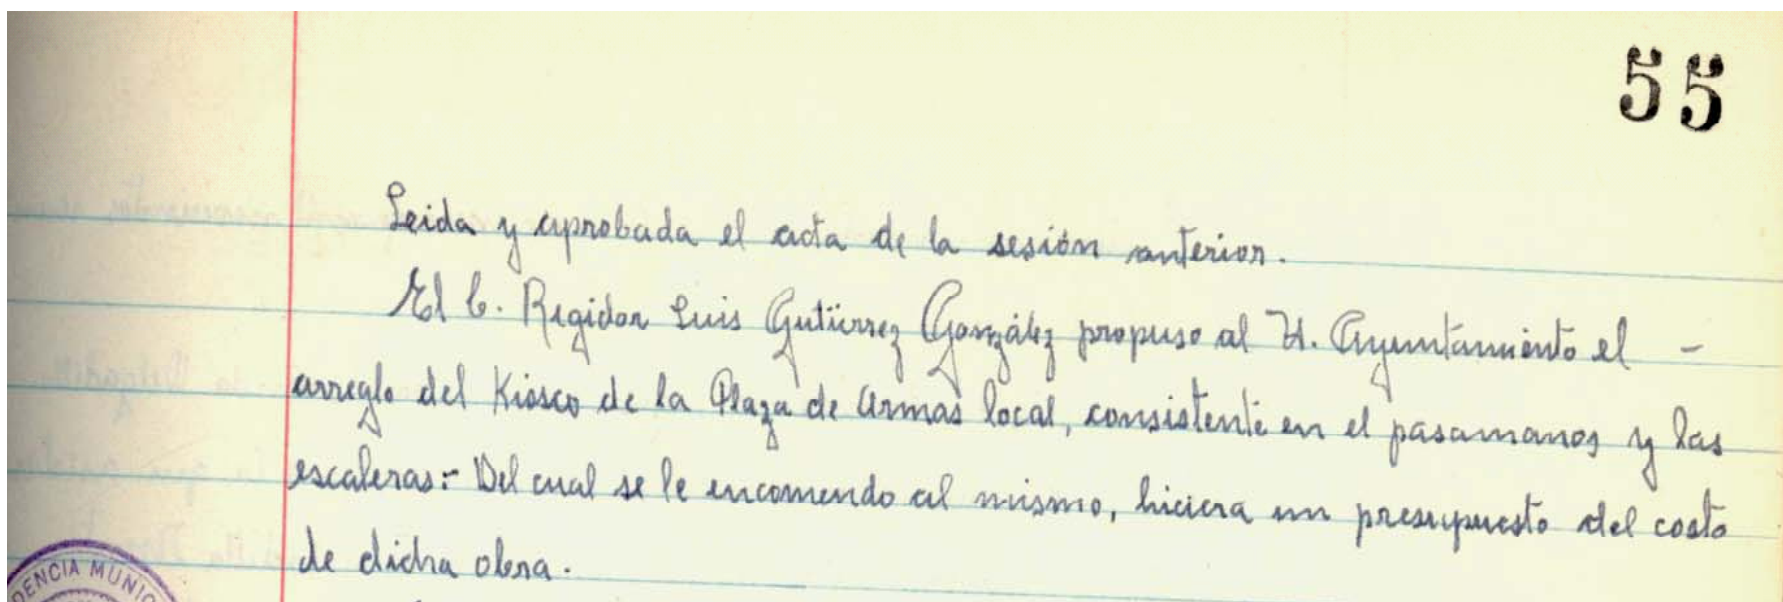 55
Leida y aprobada el acta de la sesión anterior.
El C. Regidor Luis Gutiérrez González propuso al H. Ayuntamiento el -
arreglo del Kiosco de la Plaza de Armas local, consistente en el pasamanos y las
escaleras:- Del cual se le encomendo al mismo, hiciera un presupuesto del costo
de dicha obra.
DENCIA MUNIC